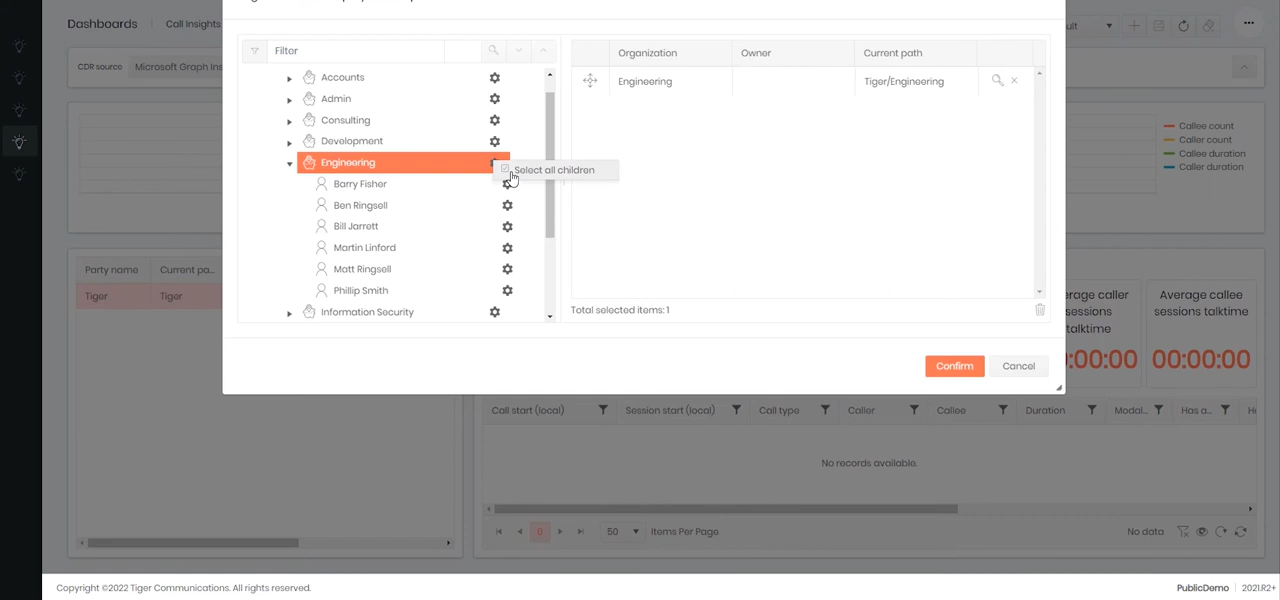 Dashboards
Call Insights
CDR source
Microsoft Graph Ins
Filter
Accounts
Admin
Consulting
Development
Engineering
Select all children
Barry Fisher
Ben Ringsell
Bill Jarrett
Martin Linford
Matt Ringsell
Phillip Smith
Information Security
Organization Owner Current path
Engineering Tiger/Engineering
Total selected items: 1
Confirm Cancel
Callee count
Caller count
Callee duration
Caller duration
Party name Current pa...
Tiger Tiger
erage caller
sessions
talktime
:00:00
Average callee
sessions talktime
00:00:00
Call start (local) Session start (local) Call type Caller Callee Duration Modal... Has a...
No records available.
0 50 Items Per Page No data
Copyright ©2022 Tiger Communications. All rights reserved.
PublicDemo 2021.R2+